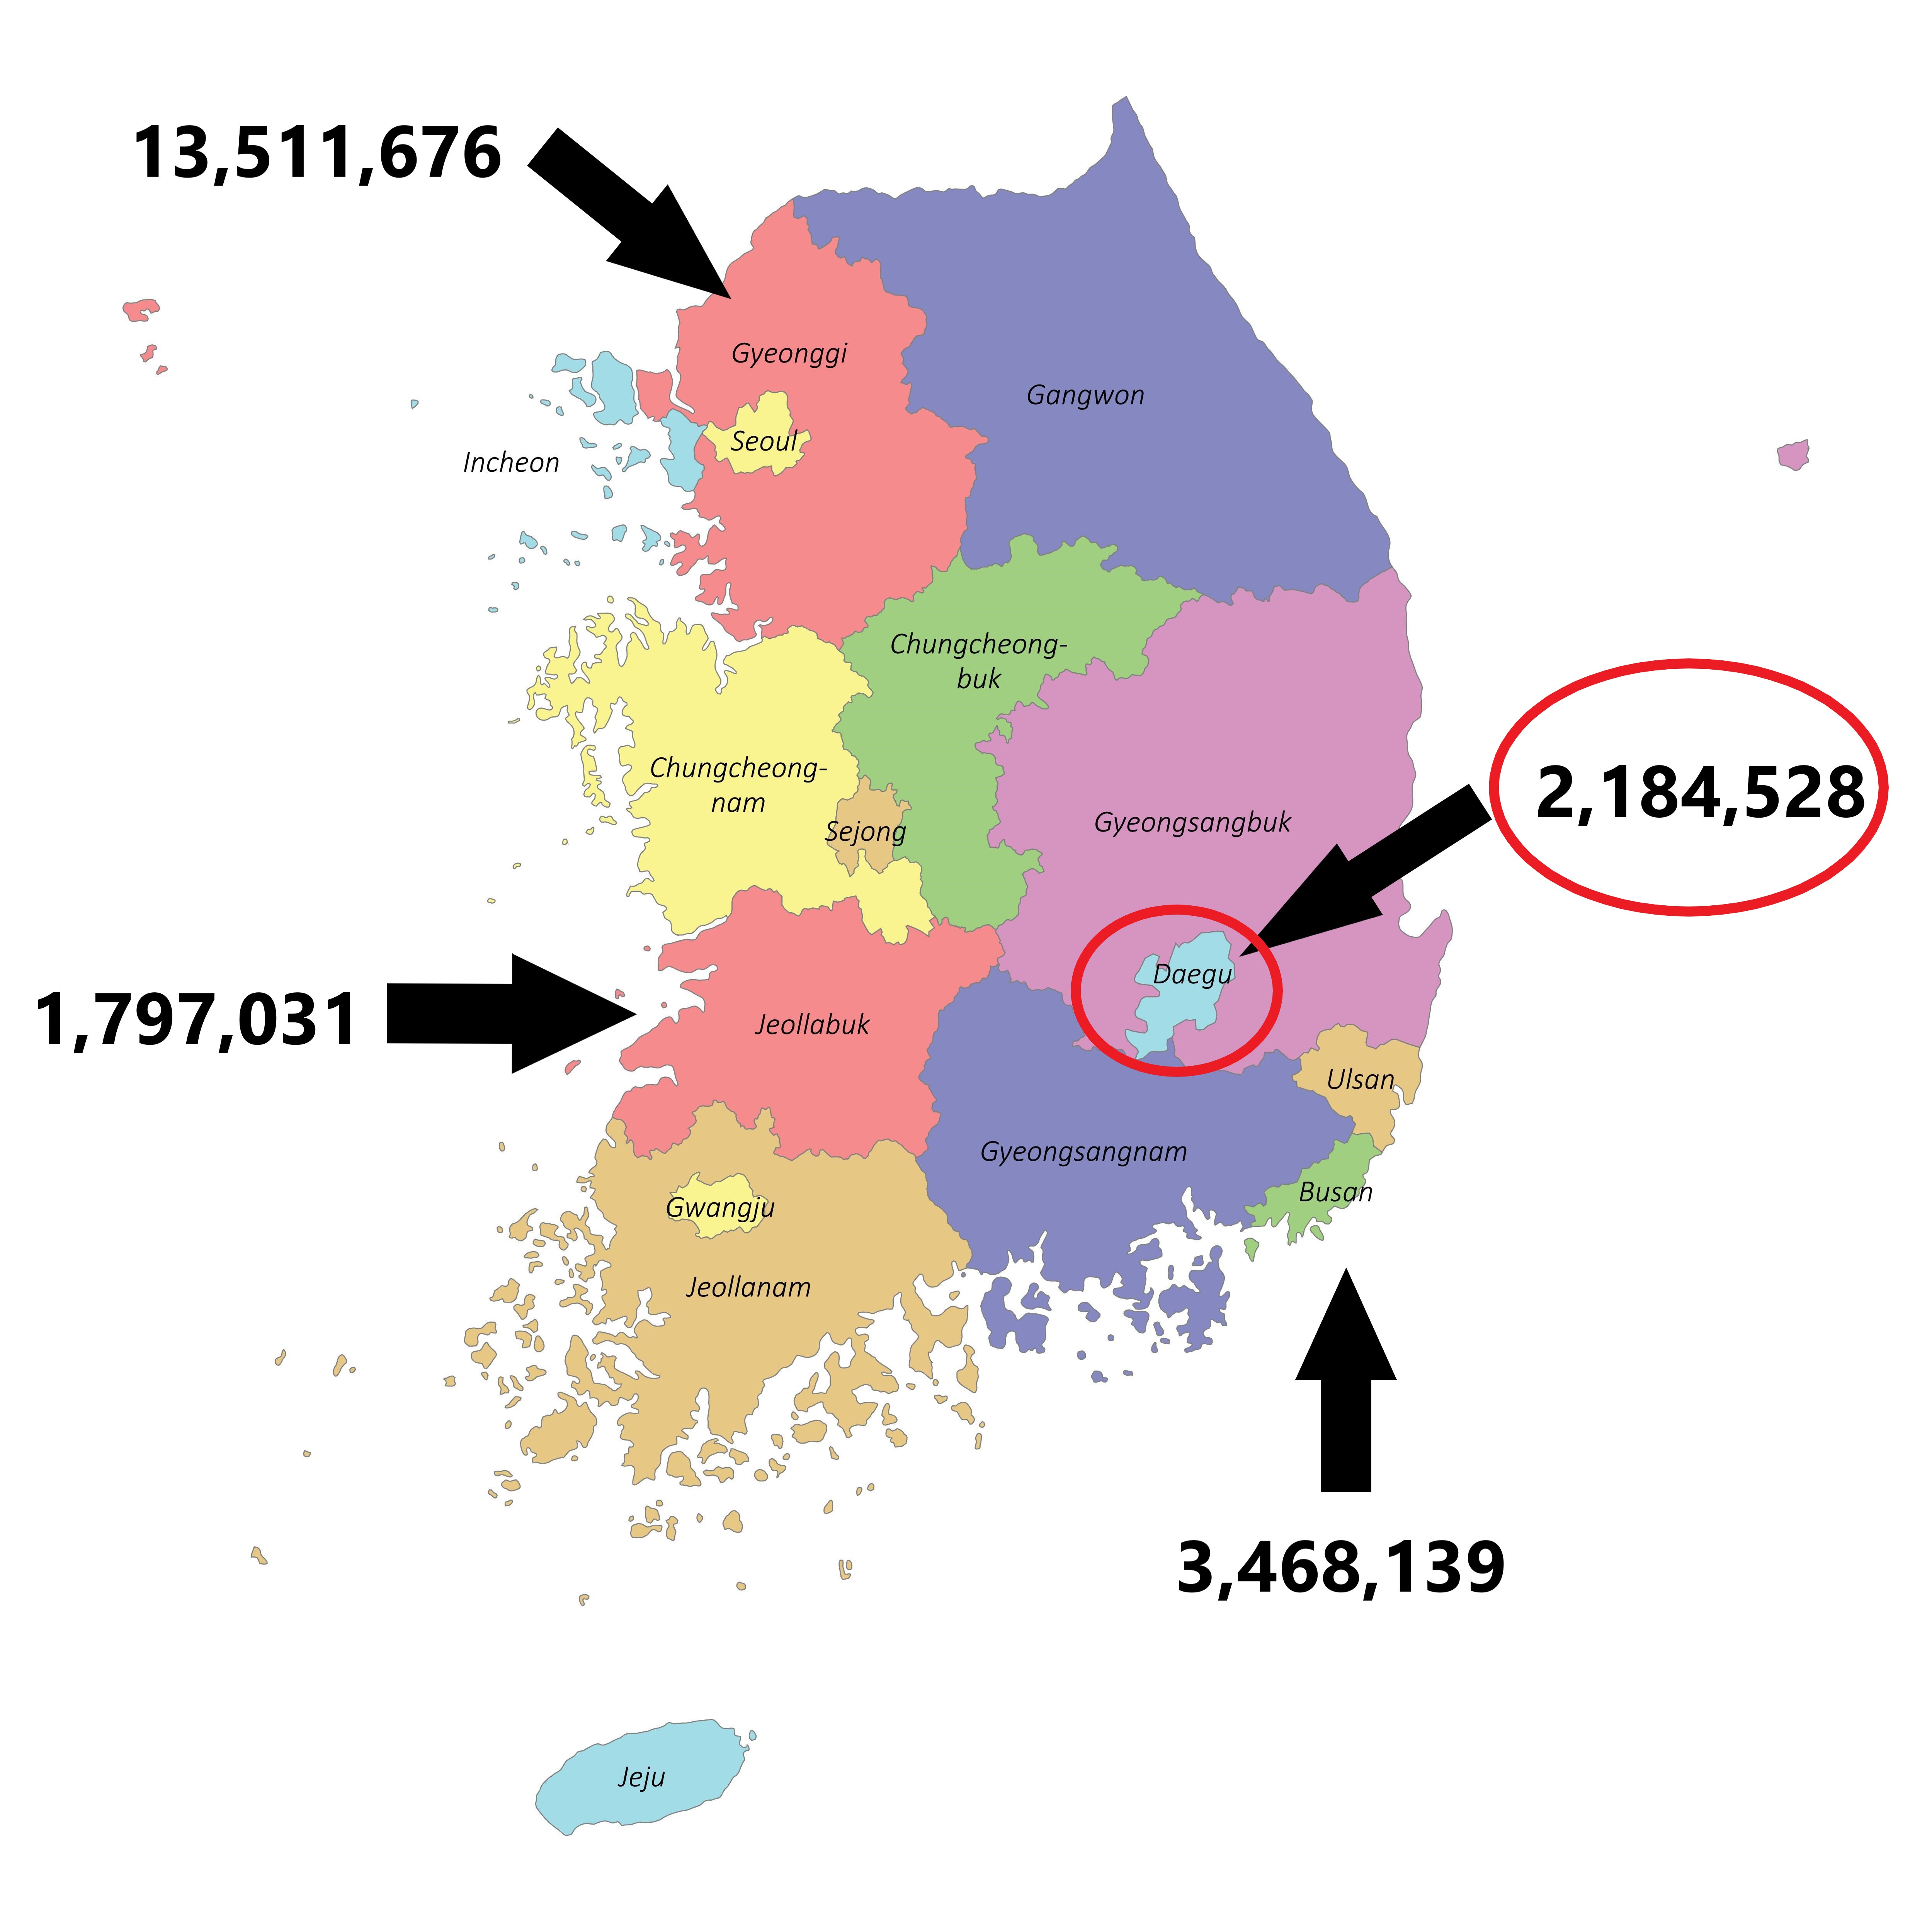 13,511,676
Gyeonggi
Gangwon
Seoul
Incheon
Chungcheong-
buk
Chungcheong-
nam
2,184,528
Gyeongsangbuk
Sejong
Daegu
1,797,031
Jeollabuk
Ulsan
Gyeongsangnam
Busan
Gwangju
Jeollanam
3,468,139
Jeju